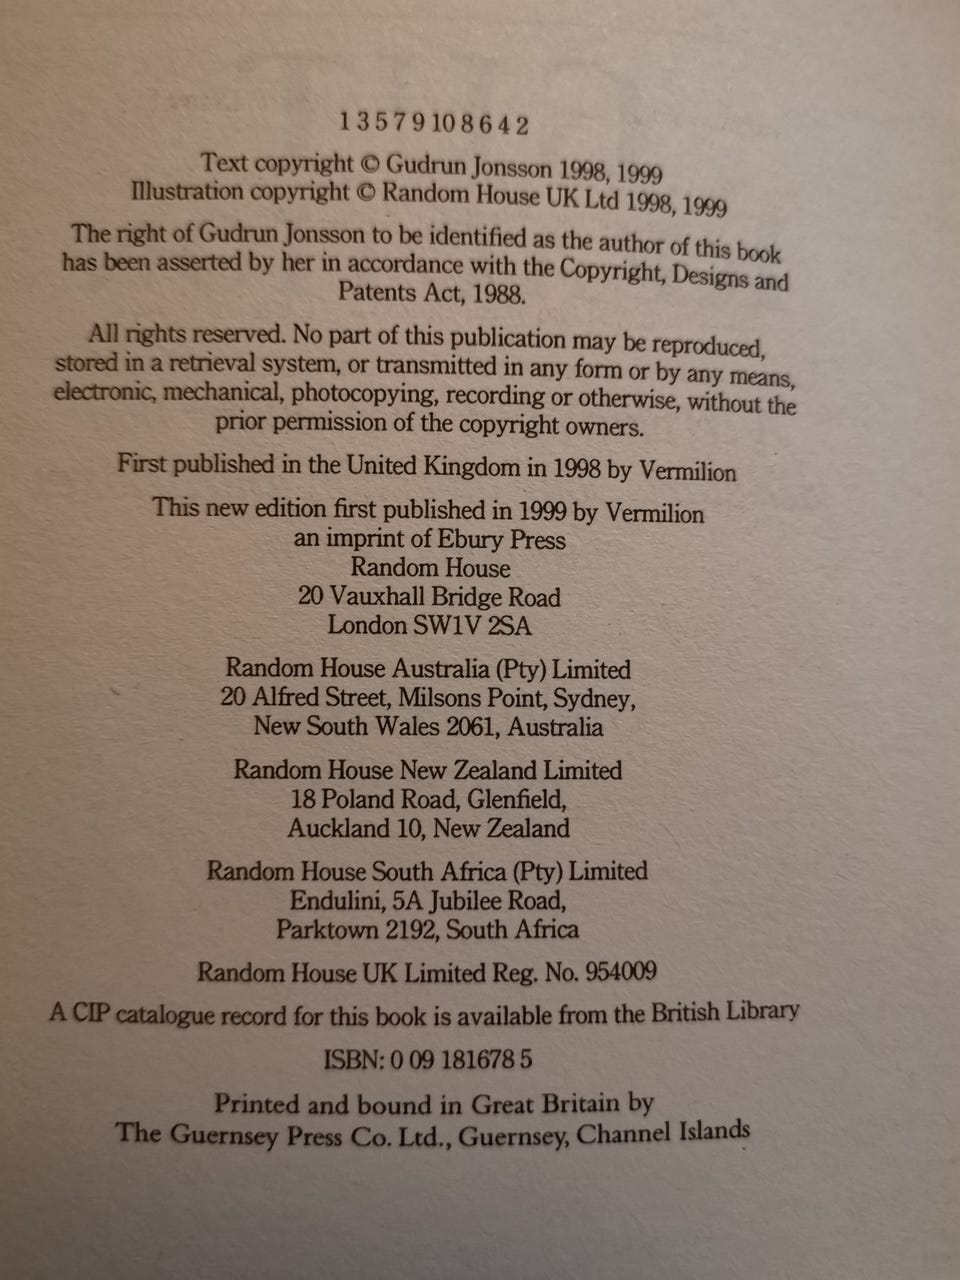 1 3 5 7 9 10 8 6 4 2
Text copyright © Gudrun Jonsson 1998, 1999
Illustration copyright © Random House UK Ltd 1998, 1999
The right of Gudrun Jonsson to be identified as the author of this book
has been asserted by her in accordance with the Copyright, Designs and
Patents Act, 1988.
All rights reserved. No part of this publication may be reproduced,
stored in a retrieval system, or transmitted in any form or by any means,
electronic, mechanical, photocopying, recording or otherwise, without the
prior permission of the copyright owners.
First published in the United Kingdom in 1998 by Vermilion
This new edition first published in 1999 by Vermilion
an imprint of Ebury Press
Random House
20 Vauxhall Bridge Road
London SW1V 2SA
Random House Australia (Pty) Limited
20 Alfred Street, Milsons Point, Sydney,
New South Wales 2061, Australia
Random House New Zealand Limited
18 Poland Road, Glenfield,
Auckland 10, New Zealand
Random House South Africa (Pty) Limited
Endulini, 5A Jubilee Road,
Parktown 2192, South Africa
Random House UK Limited Reg. No. 954009
A CIP catalogue record for this book is available from the British Library
ISBN: 0 09 181678 5
Printed and bound in Great Britain by
The Guernsey Press Co. Ltd., Guernsey, Channel Islands